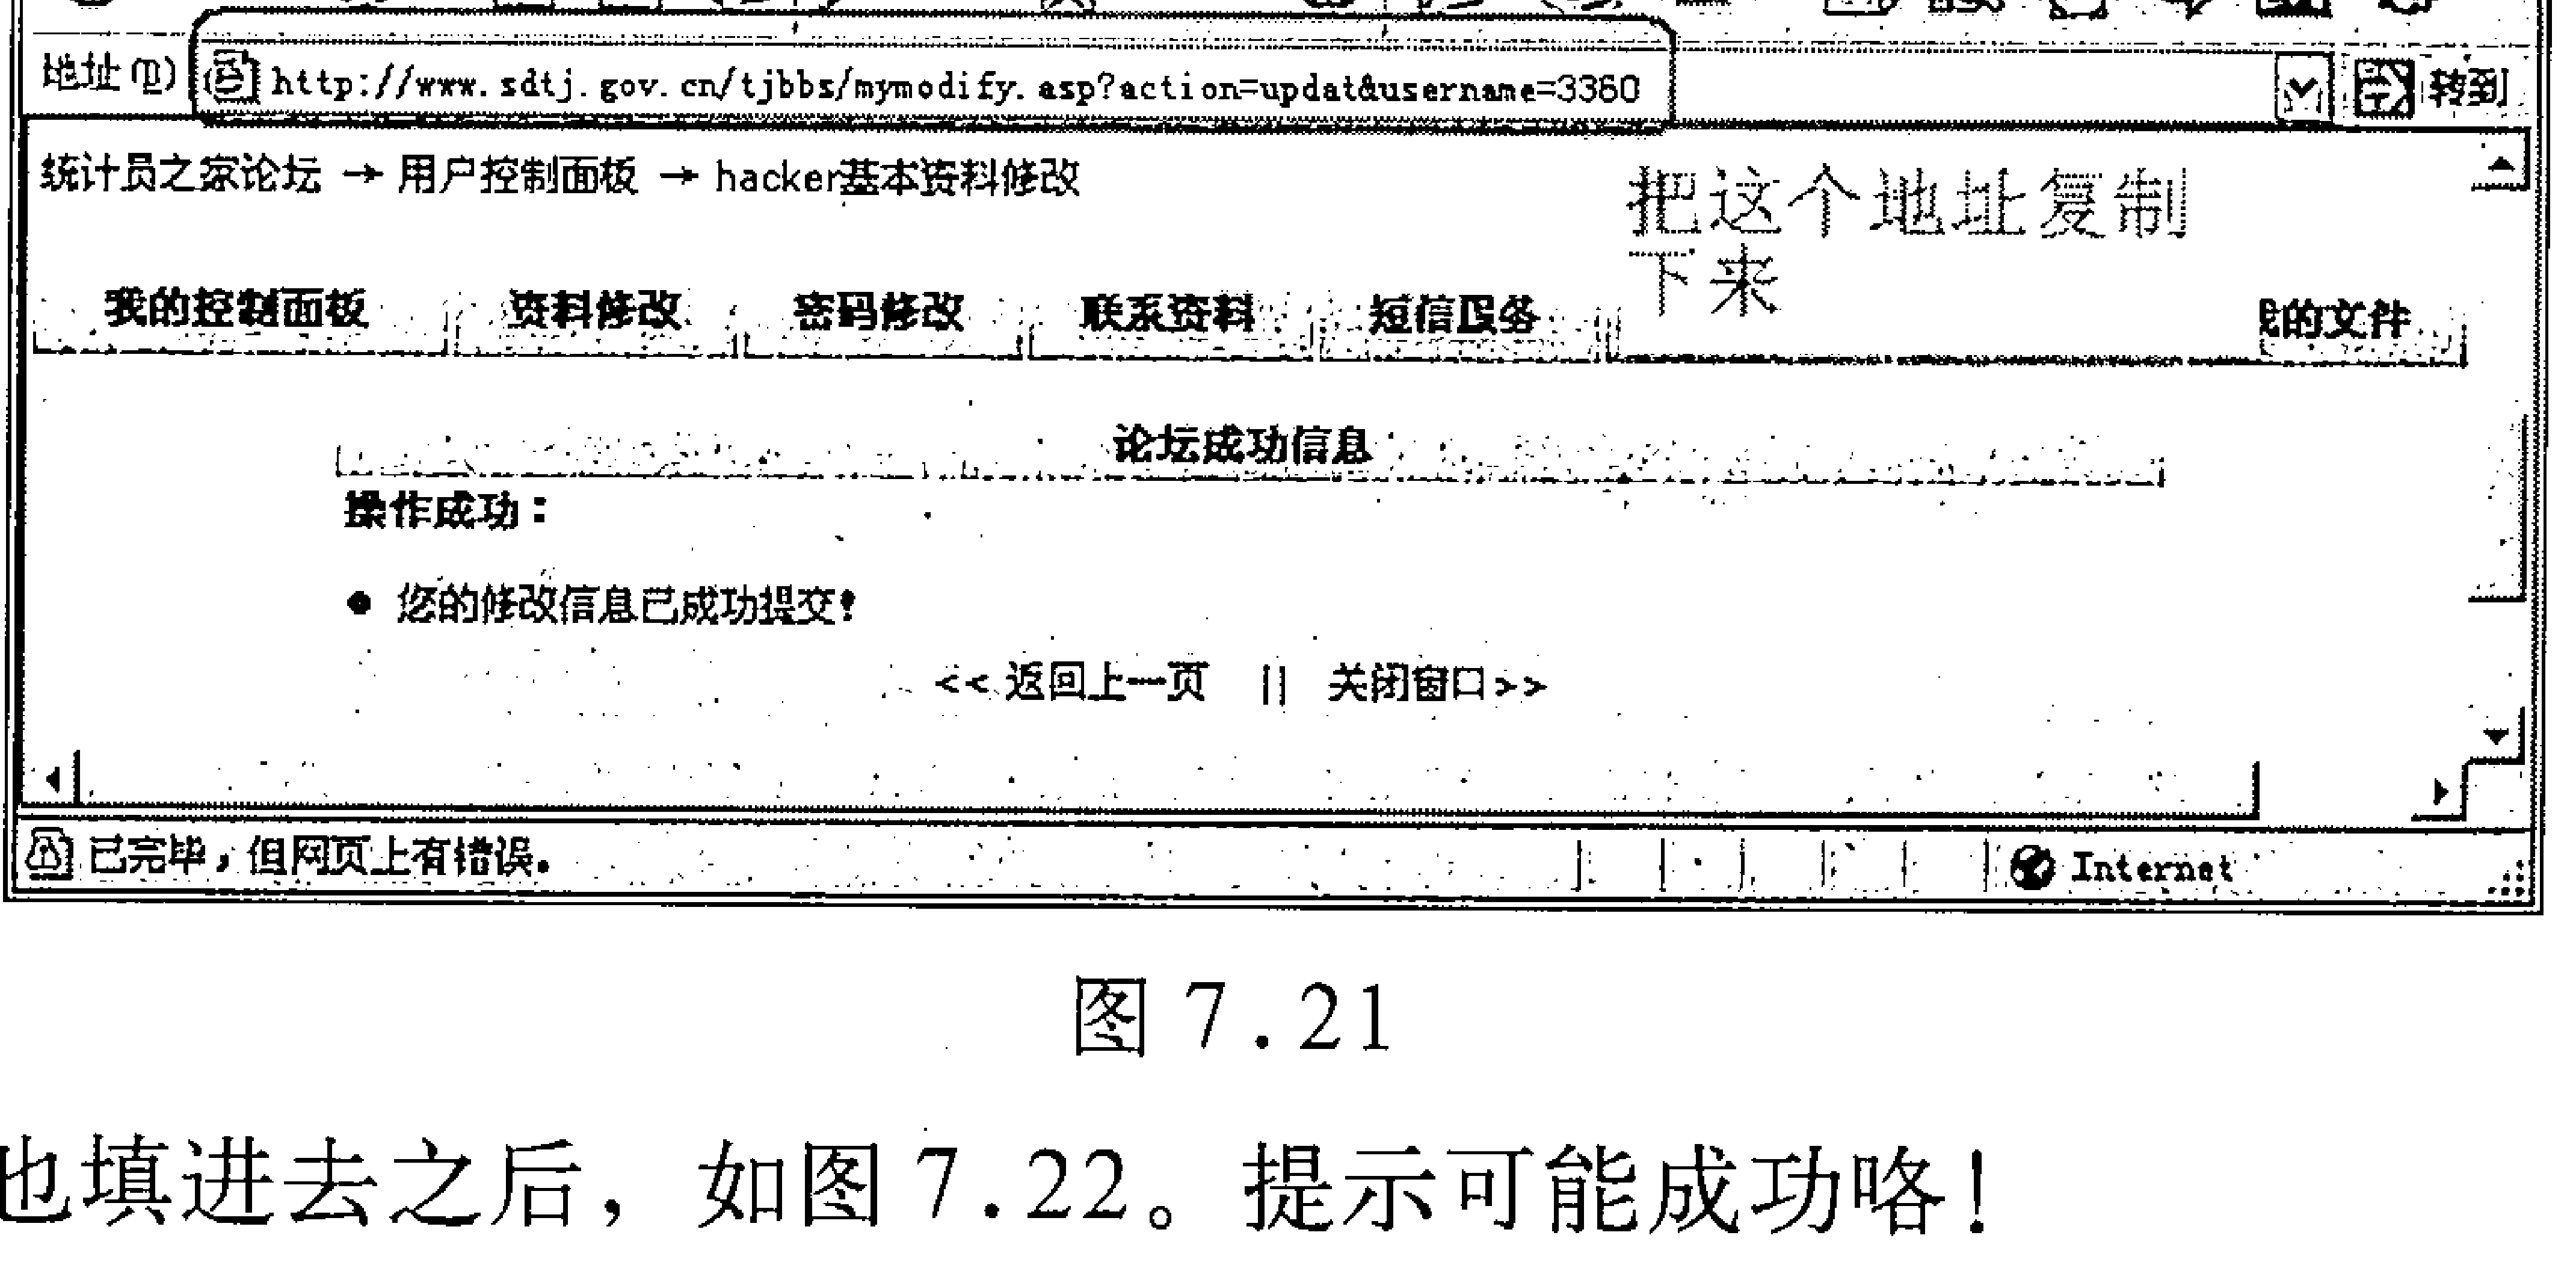 地址(D) http://www.sdtj.gov.cn/tjbbs/mymodify.asp?action=updat&username=3360 转到
统计员之家论坛 → 用户控制面板 → hacker基本资料修改
把这个地址复制
下来
我的控制面板 资料修改 密码修改 联系资料 短信服务 的文件
论坛成功信息
操作成功：
● 您的修改信息已成功提交！
<< 返回上一页 || 关闭窗口>>
已完毕，但网页上有错误。 Internet
图 7.21
也填进去之后，如图 7.22。提示可能成功咯！